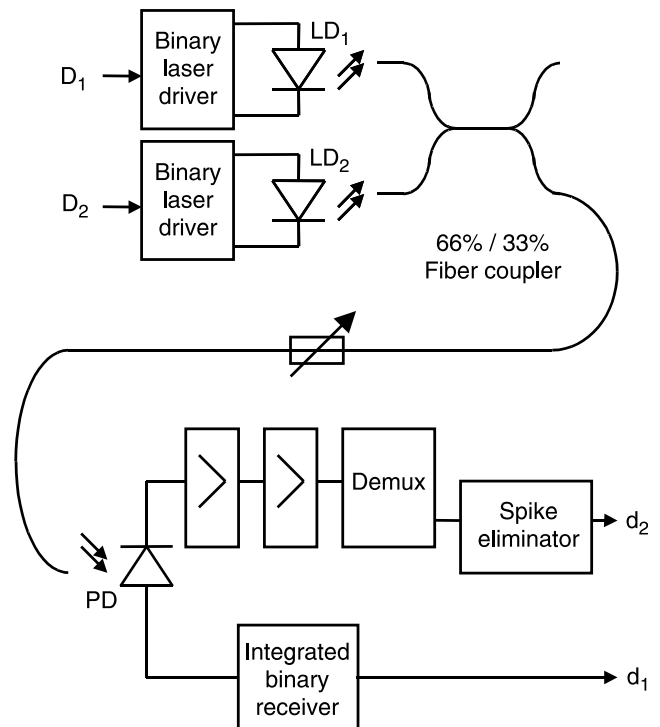 LD1
Binary
laser
driver
D1
LD2
Binary
laser
driver
D2
66% / 33%
Fiber coupler
Demux
Spike
eliminator
d2
PD
Integrated
binary
receiver
d1